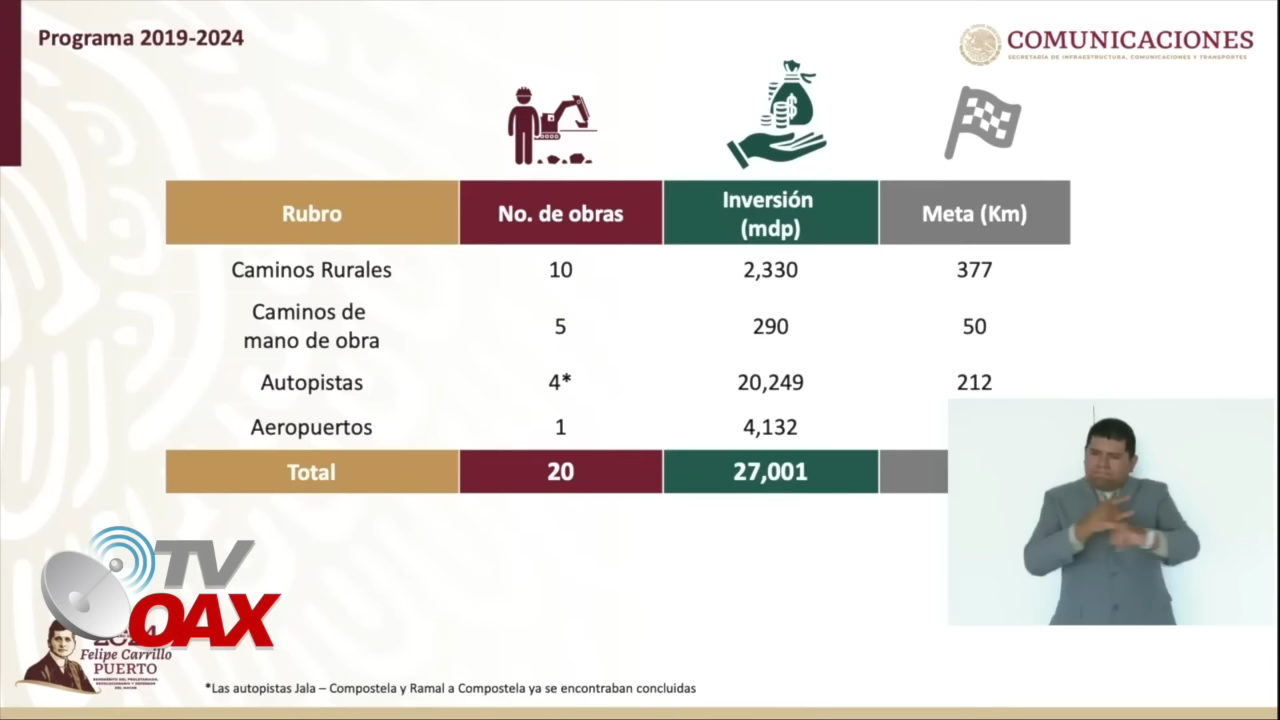 Programa 2019-2024
COMUNICACIONES
SECRETARÍA DE INFRAESTRUCTURA, COMUNICACIONES Y TRANSPORTES
Rubro
No. de obras
Inversión
(mdp)
Meta (Km)
Caminos Rurales
10
2,330
377
Caminos de
mano de obra
5
290
50
Autopistas
4*
20,249
212
Aeropuertos
1
4,132
Total
20
27,001
TV
OAX
2024
Felipe Carrillo
PUERTO
*Las autopistas Jala – Compostela y Ramal a Compostela ya se encontraban concluidas